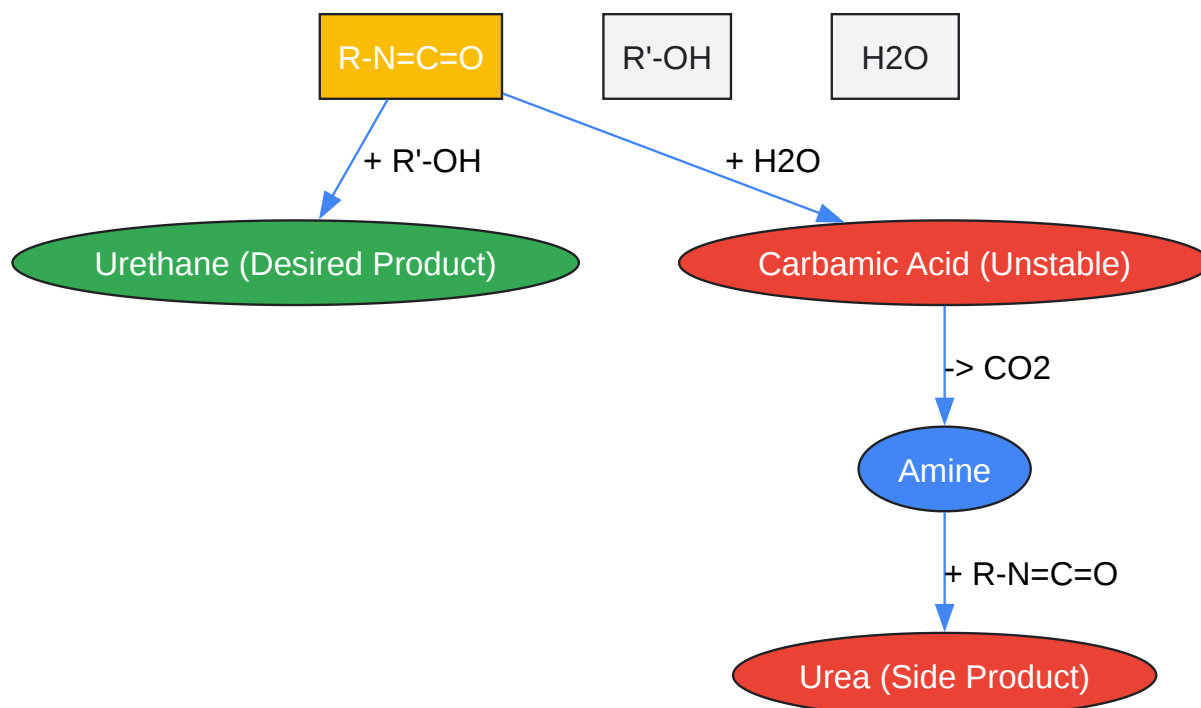 R-N=C=O
R'-OH
H2O
+ R'-OH
+ H2O
Urethane (Desired Product)
Carbamic Acid (Unstable)
-> CO2
Amine
+ R-N=C=O
Urea (Side Product)